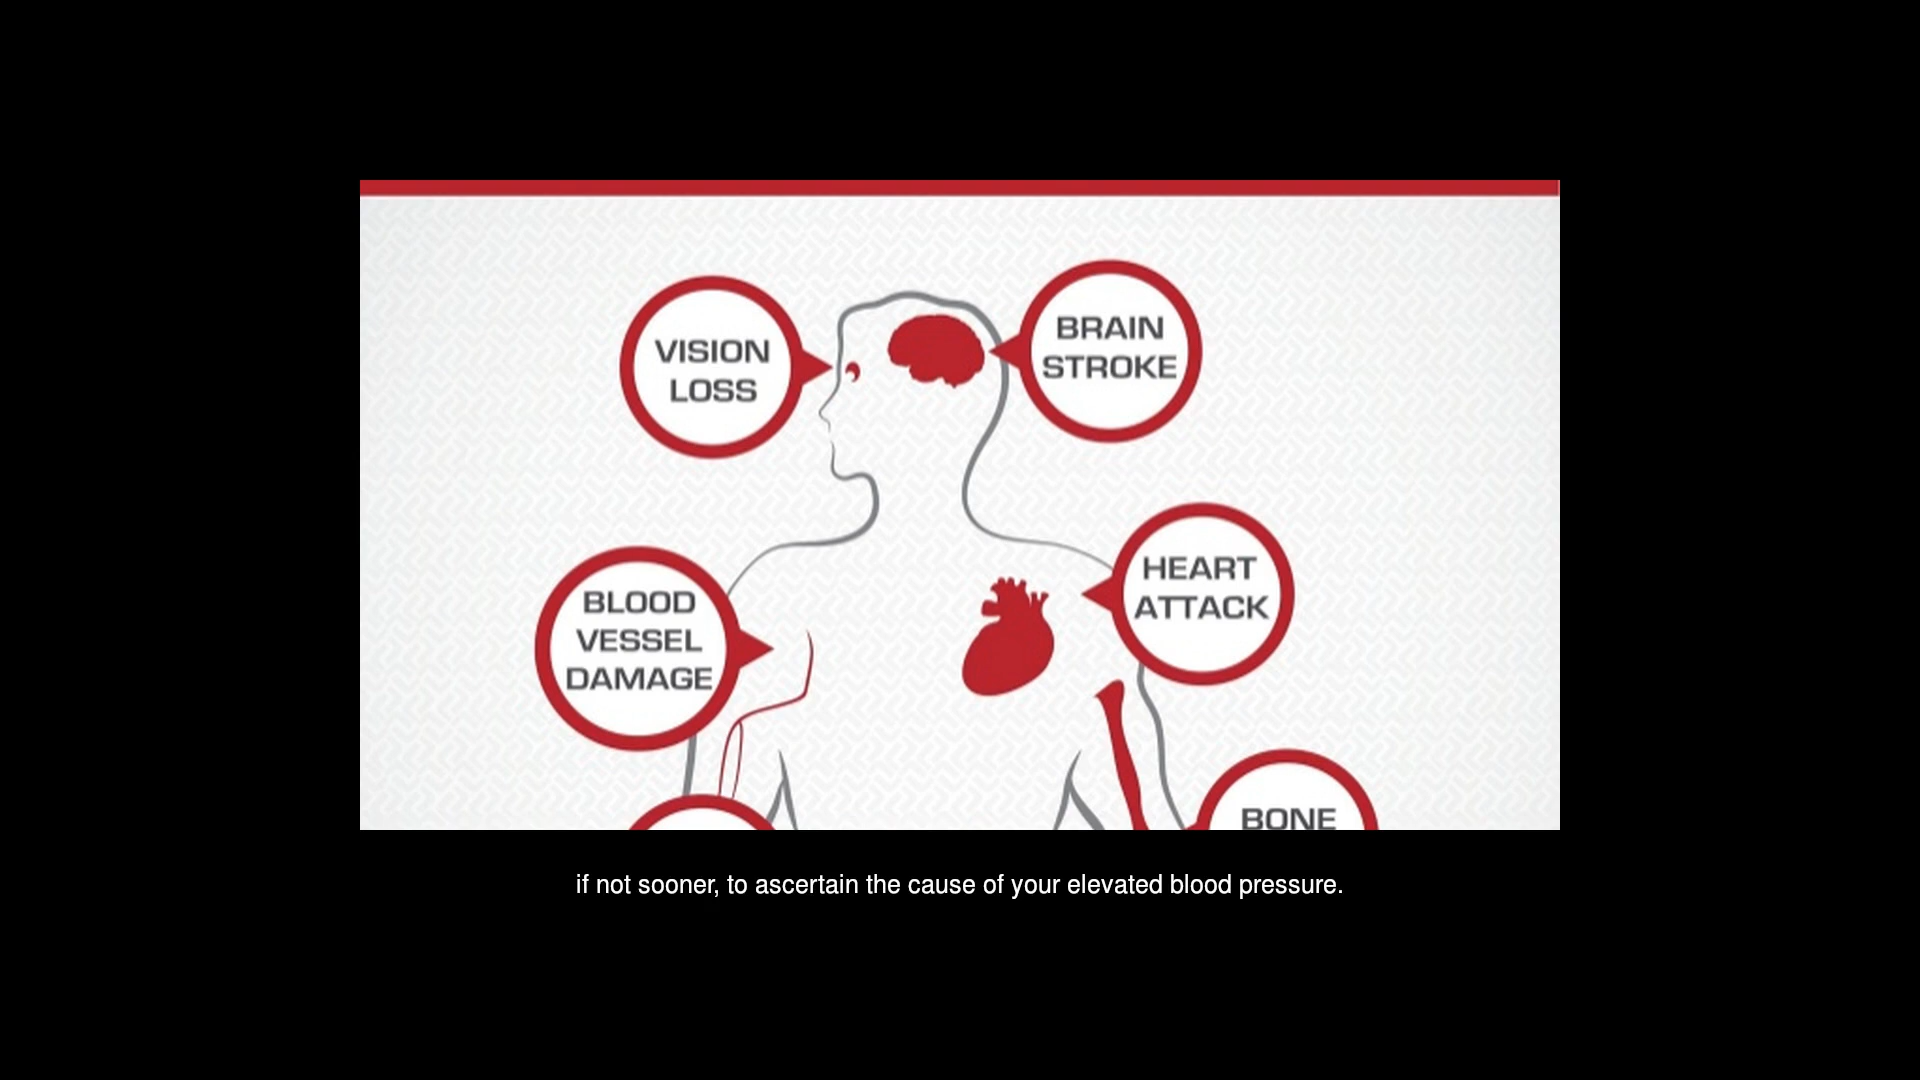 VISION
LOSS
BRAIN
STROKE
HEART
ATTACK
BLOOD
VESSEL
DAMAGE
BONE
if not sooner, to ascertain the cause of your elevated blood pressure.